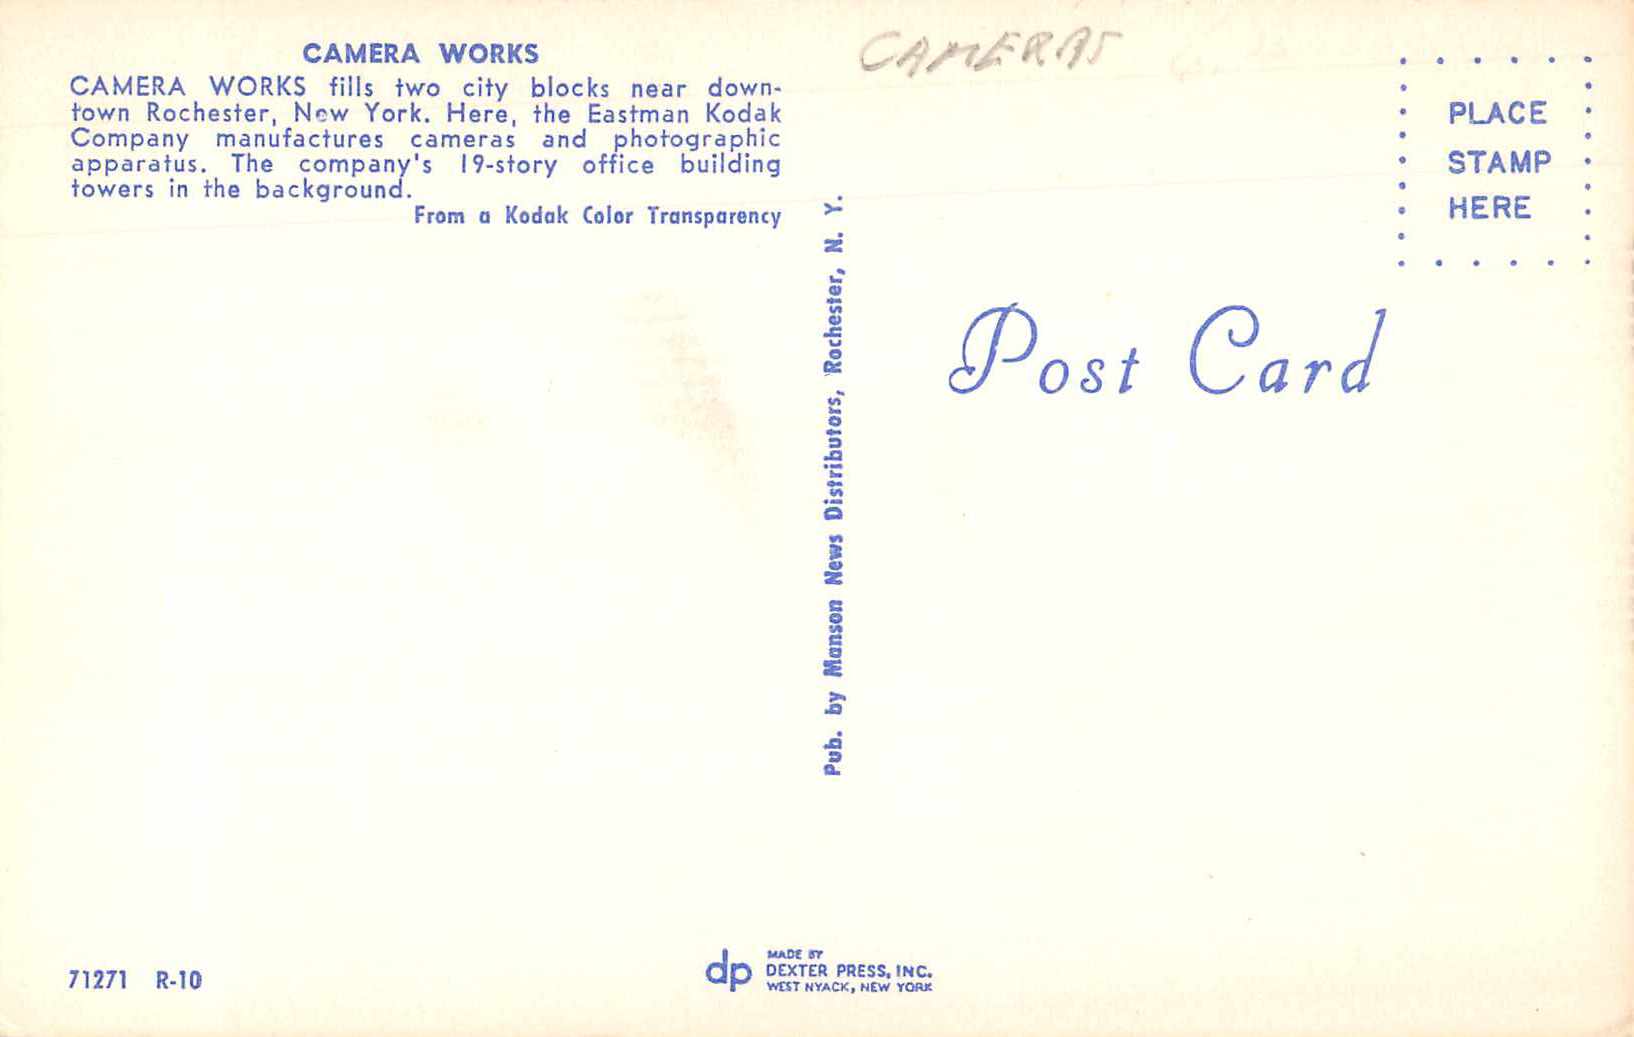 CAMERA WORKS
CAMERA WORKS fills two city blocks near down-
town Rochester, New York. Here, the Eastman Kodak
Company manufactures cameras and photographic
apparatus. The company's 19-story office building
towers in the background.
From a Kodak Color Transparency
CAMERAS
PLACE
STAMP
HERE
Post Card
Pub. by Manson News Distributors, Rochester, N. Y.
71271 R-10
dp
MADE BY
DEXTER PRESS, INC.
WEST NYACK, NEW YORK